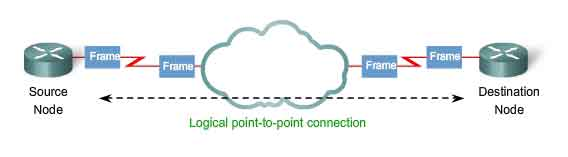 Frame
Frame
Frame
Frame
Source
Node
Destination
Node
Logical point-to-point connection